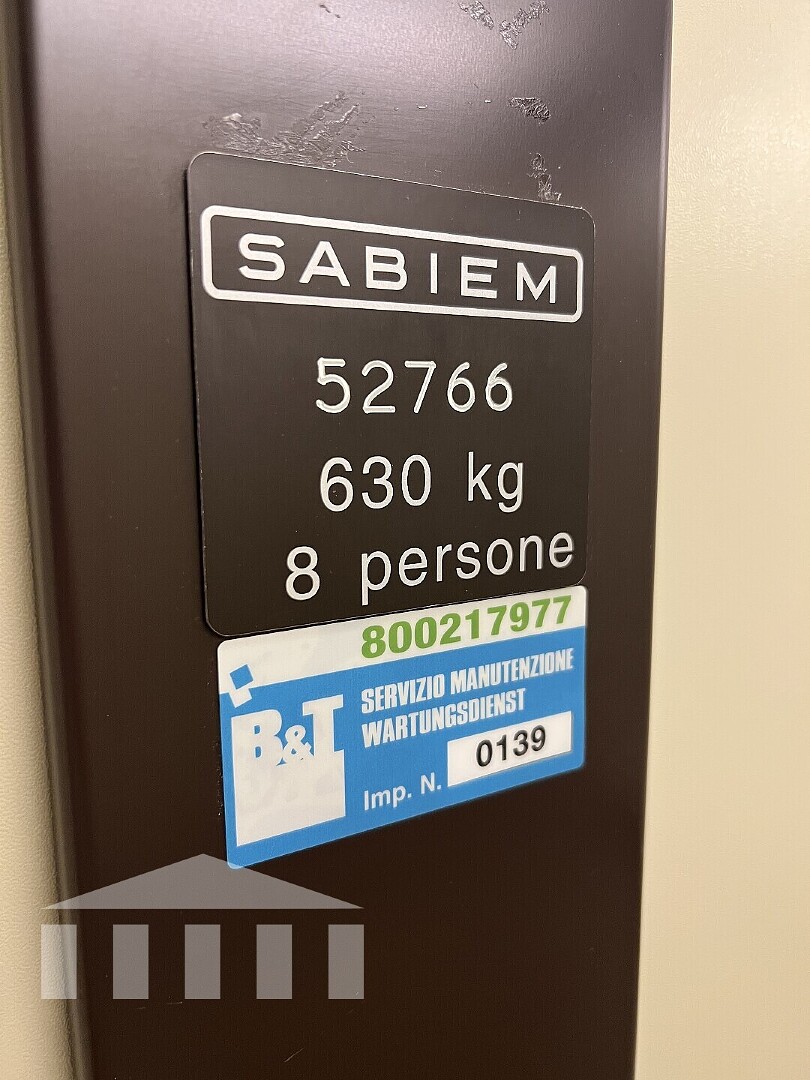 SABIEM
52766
630 kg
8 persone
800217977
B&T
SERVIZIO MANUTENZIONE
WARTUNGSDIENST
Imp. N. 0139